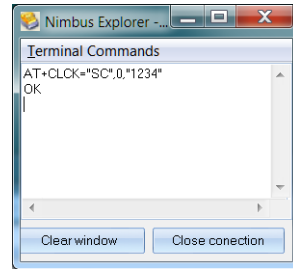 Nimbus Explorer -...
Terminal Commands
AT+CLCK="SC",0,"1234"
OK
Clear window
Close conection